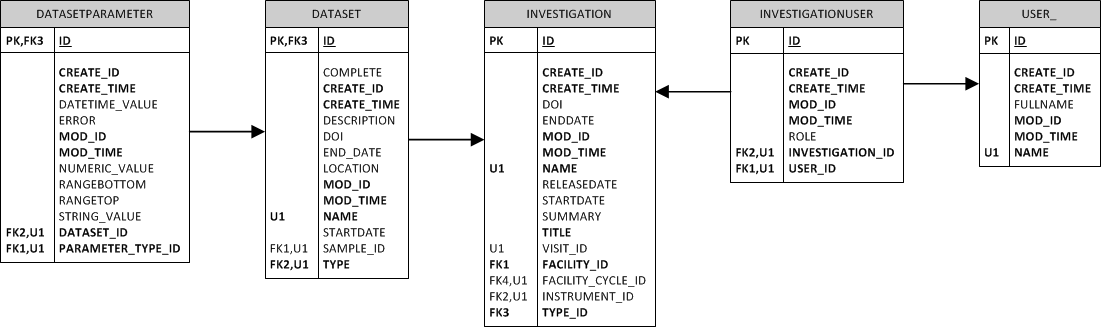 DATASETPARAMETER
PK,FK3 ID
CREATE_ID
CREATE_TIME
DATETIME_VALUE
ERROR
MOD_ID
MOD_TIME
NUMERIC_VALUE
RANGEBOTTOM
RANGETOP
STRING_VALUE
FK2,U1 DATASET_ID
FK1,U1 PARAMETER_TYPE_ID
DATASET
PK,FK3 ID
COMPLETE
CREATE_ID
CREATE_TIME
DESCRIPTION
DOI
END_DATE
LOCATION
MOD_ID
MOD_TIME
U1 NAME
STARTDATE
FK1,U1 SAMPLE_ID
FK2,U1 TYPE
INVESTIGATION
PK ID
CREATE_ID
CREATE_TIME
DOI
ENDDATE
MOD_ID
MOD_TIME
U1 NAME
RELEASEDATE
STARTDATE
SUMMARY
TITLE
U1 VISIT_ID
FK1 FACILITY_ID
FK4,U1 FACILITY_CYCLE_ID
FK2,U1 INSTRUMENT_ID
FK3 TYPE_ID
INVESTIGATIONUSER
PK ID
CREATE_ID
CREATE_TIME
MOD_ID
MOD_TIME
ROLE
FK2,U1 INVESTIGATION_ID
FK1,U1 USER_ID
USER_
PK ID
CREATE_ID
CREATE_TIME
FULLNAME
MOD_ID
MOD_TIME
U1 NAME